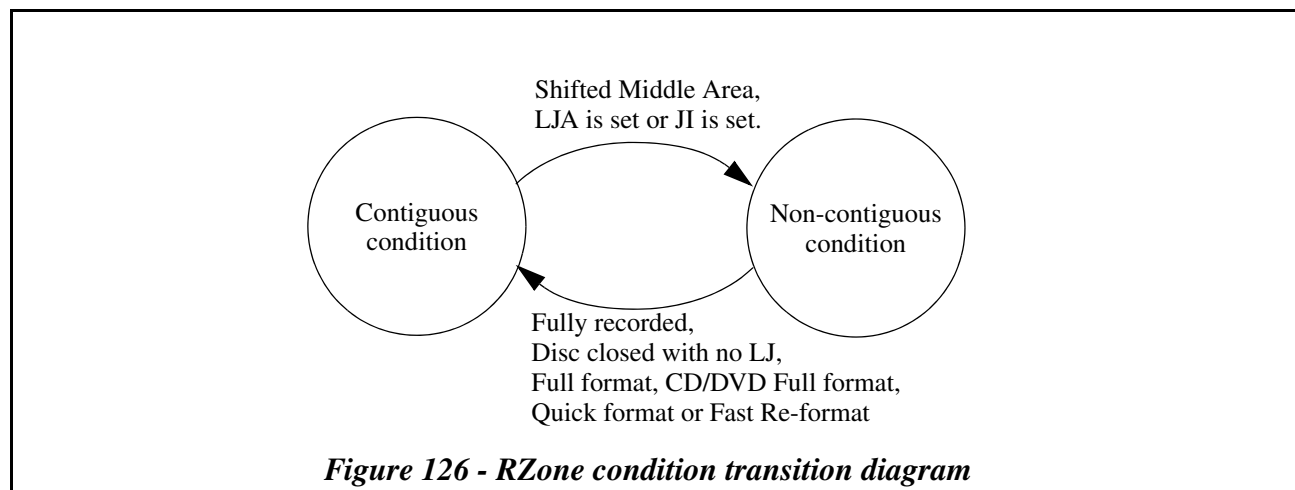 Shifted Middle Area,
LJA is set or JI is set.
Contiguous
condition
Non-contiguous
condition
Fully recorded,
Disc closed with no LJ,
Full format, CD/DVD Full format,
Quick format or Fast Re-format
Figure 126 - RZone condition transition diagram